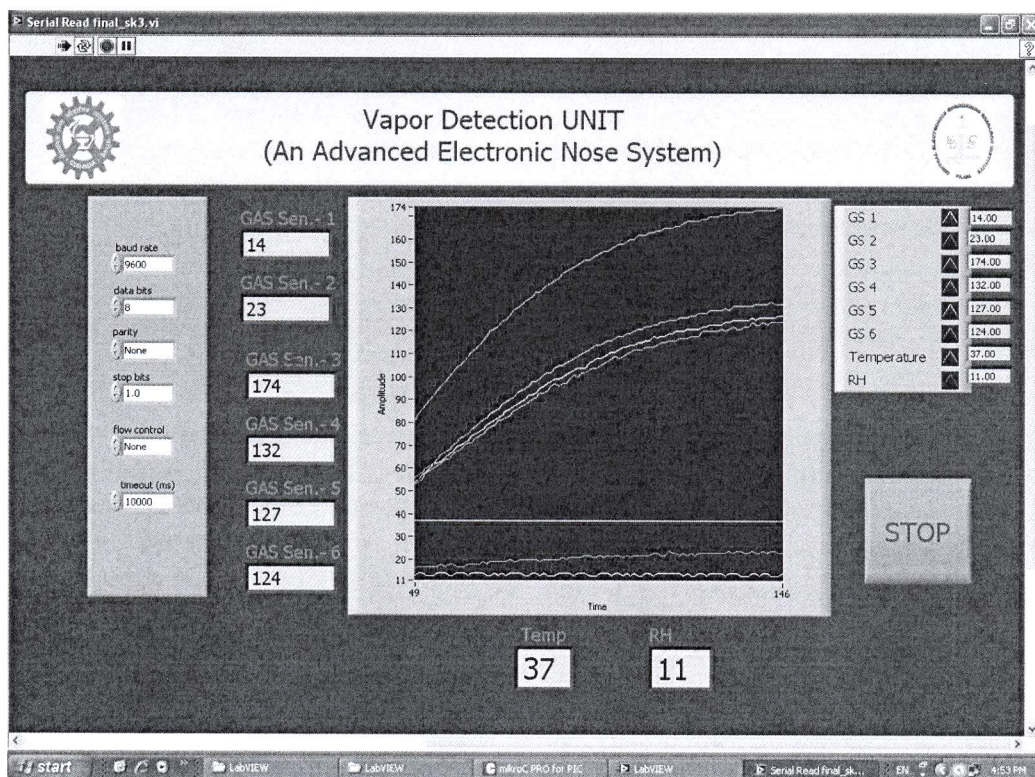 Serial Read final_sk3.vi
Vapor Detection UNIT
(An Advanced Electronic Nose System)
baud rate
9600
data bits
8
parity
None
stop bits
1.0
flow control
None
timeout (ms)
10000
GAS Sen.- 1
14
GAS Sen.- 2
23
GAS Sen.- 3
174
GAS Sen.- 4
132
GAS Sen.- 5
127
GAS Sen.- 6
124
Amplitude
174
160
150
140
130
120
110
100
90
80
70
60
50
40
30
20
11
49
146
Time
GS 1 14.00
GS 2 23.00
GS 3 174.00
GS 4 132.00
GS 5 127.00
GS 6 124.00
Temperature 37.00
RH 11.00
STOP
Temp
37
RH
11
start
LabVIEW
LabVIEW
mikroC PRO for PIC
LabVIEW
Serial Read final_sk...
EN
4:53 PM